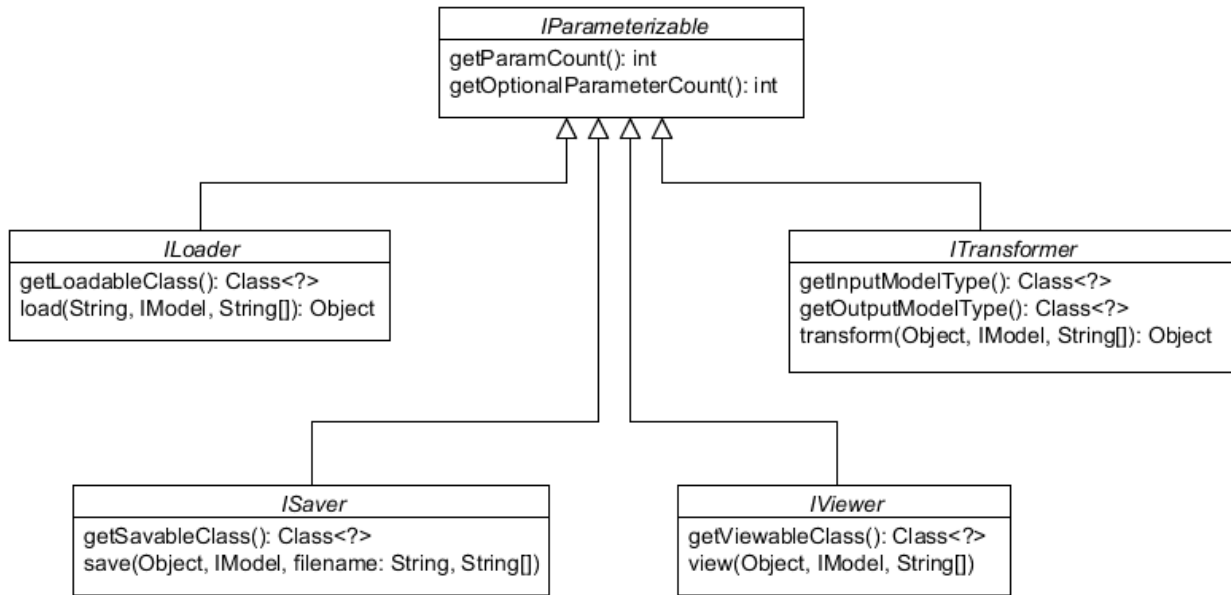 IParameterizable
getParamCount(): int
getOptionalParameterCount(): int
ILoader
getLoadableClass(): Class<?>
load(String, IModel, String[]): Object
ITransformer
getInputModelType(): Class<?>
getOutputModelType(): Class<?>
transform(Object, IModel, String[]): Object
ISaver
getSavableClass(): Class<?>
save(Object, IModel, filename: String, String[])
IViewer
getViewableClass(): Class<?>
view(Object, IModel, String[])